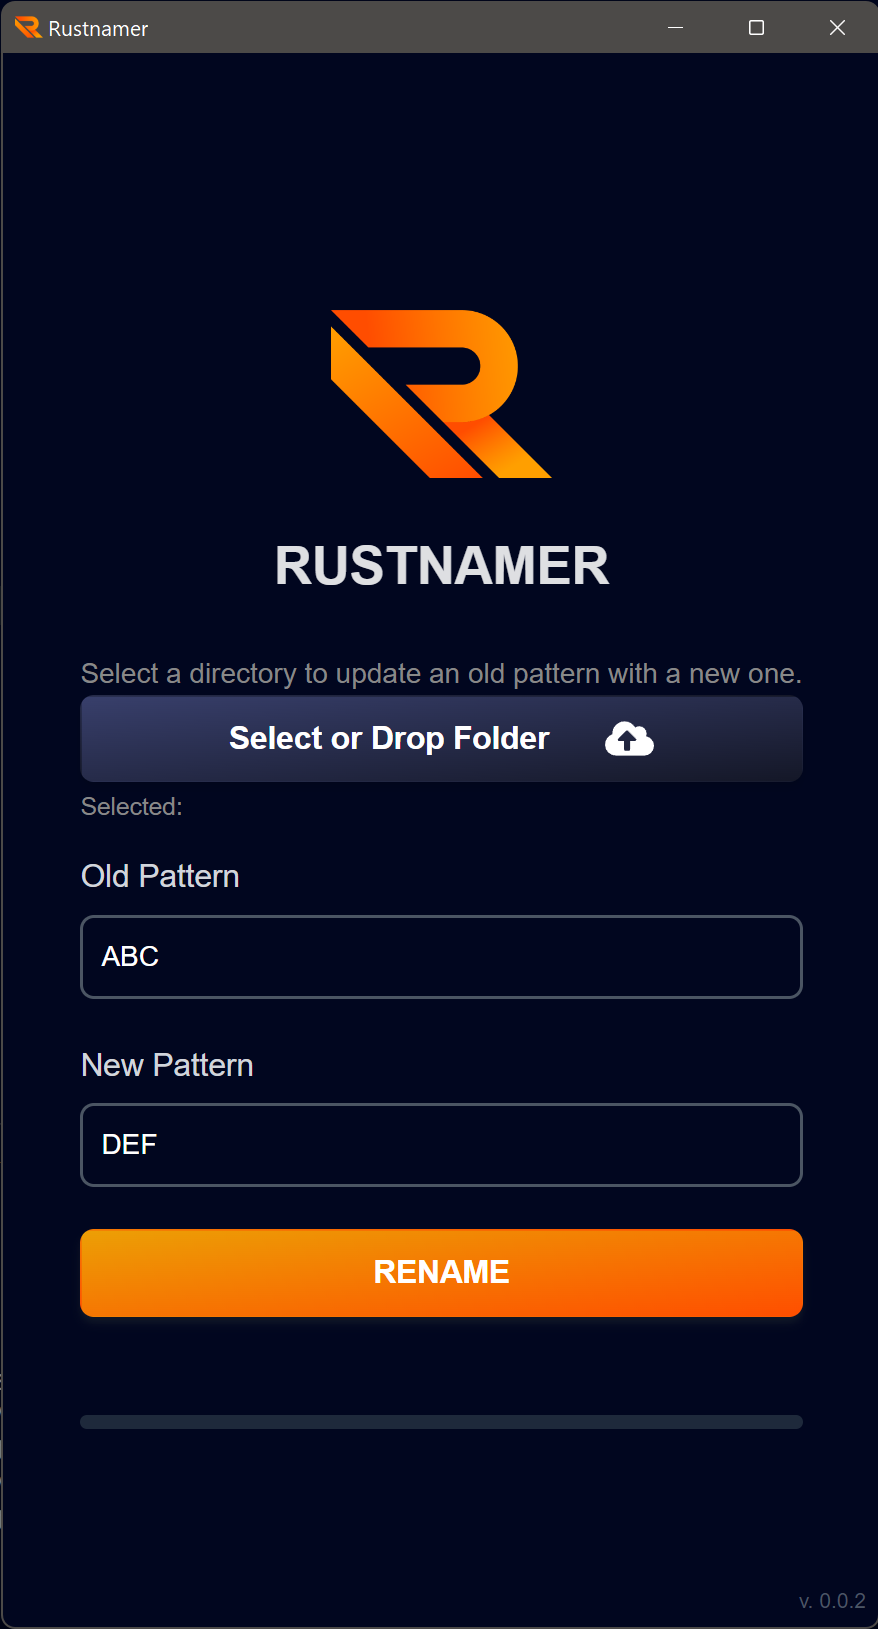 Rustnamer
RUSTNAMER
Select a directory to update an old pattern with a new one.
Select or Drop Folder
Selected:
Old Pattern
ABC
New Pattern
DEF
RENAME
v. 0.0.2